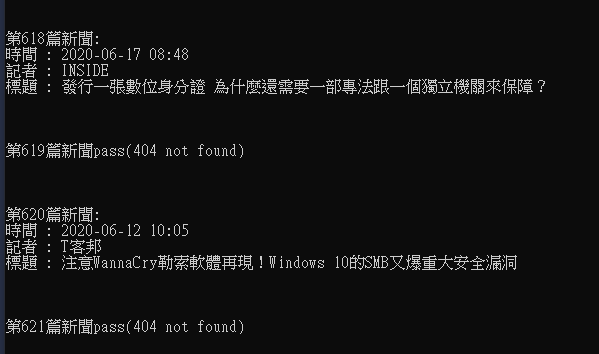 第618篇新聞:
時間 : 2020-06-17 08:48
記者 : INSIDE
標題 : 發行一張數位身分證 為什麼還需要一部專法跟一個獨立機關來保障？
第619篇新聞pass(404 not found)
第620篇新聞:
時間 : 2020-06-12 10:05
記者 : T客邦
標題 : 注意WannaCry勒索軟體再現！Windows 10的SMB又爆重大安全漏洞
第621篇新聞pass(404 not found)